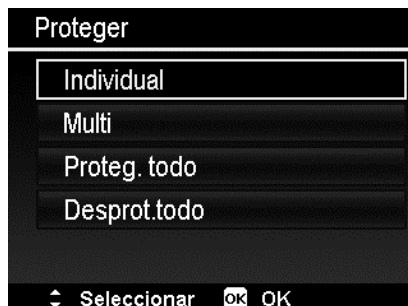 Proteger
Individual
Multi
Proteg. todo
Desprot.todo
Seleccionar OK OK